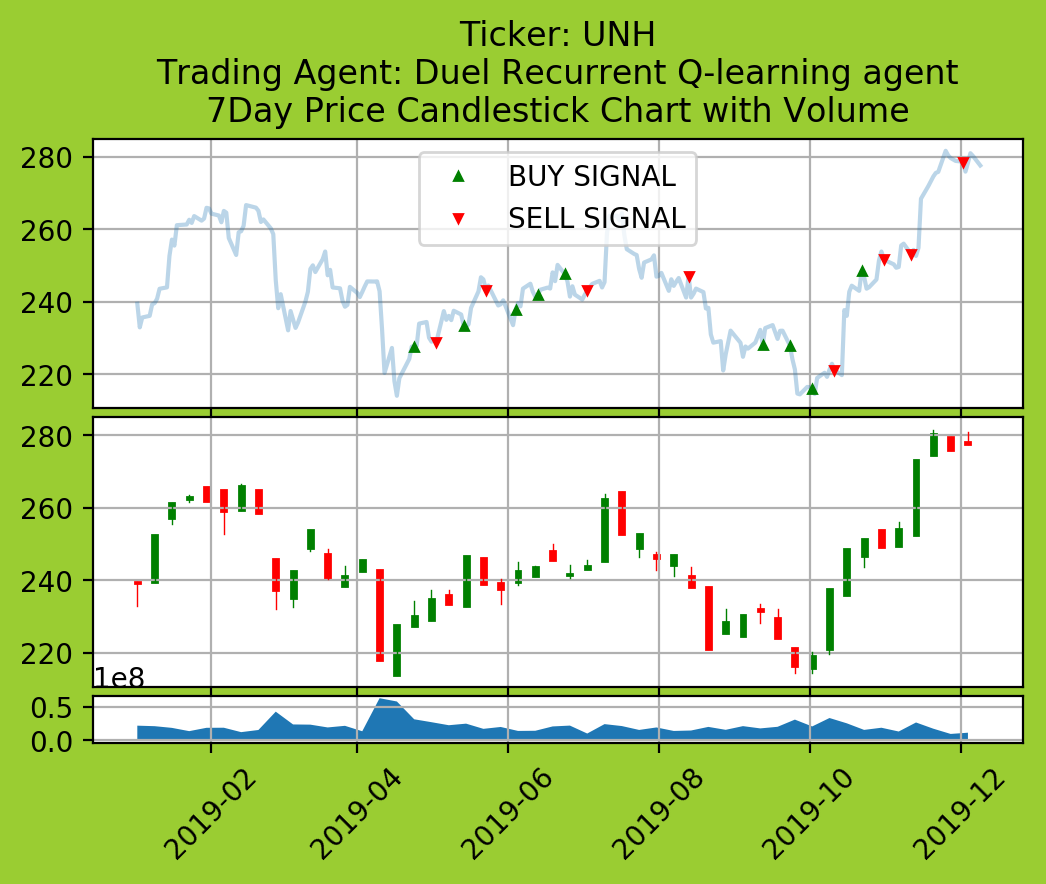 Ticker: UNH
Trading Agent: Duel Recurrent Q-learning agent
7Day Price Candlestick Chart with Volume
280
260
240
220
BUY SIGNAL
SELL SIGNAL
280
260
240
220
1e8
0.5
0.0
2019-02
2019-04
2019-06
2019-08
2019-10
2019-12